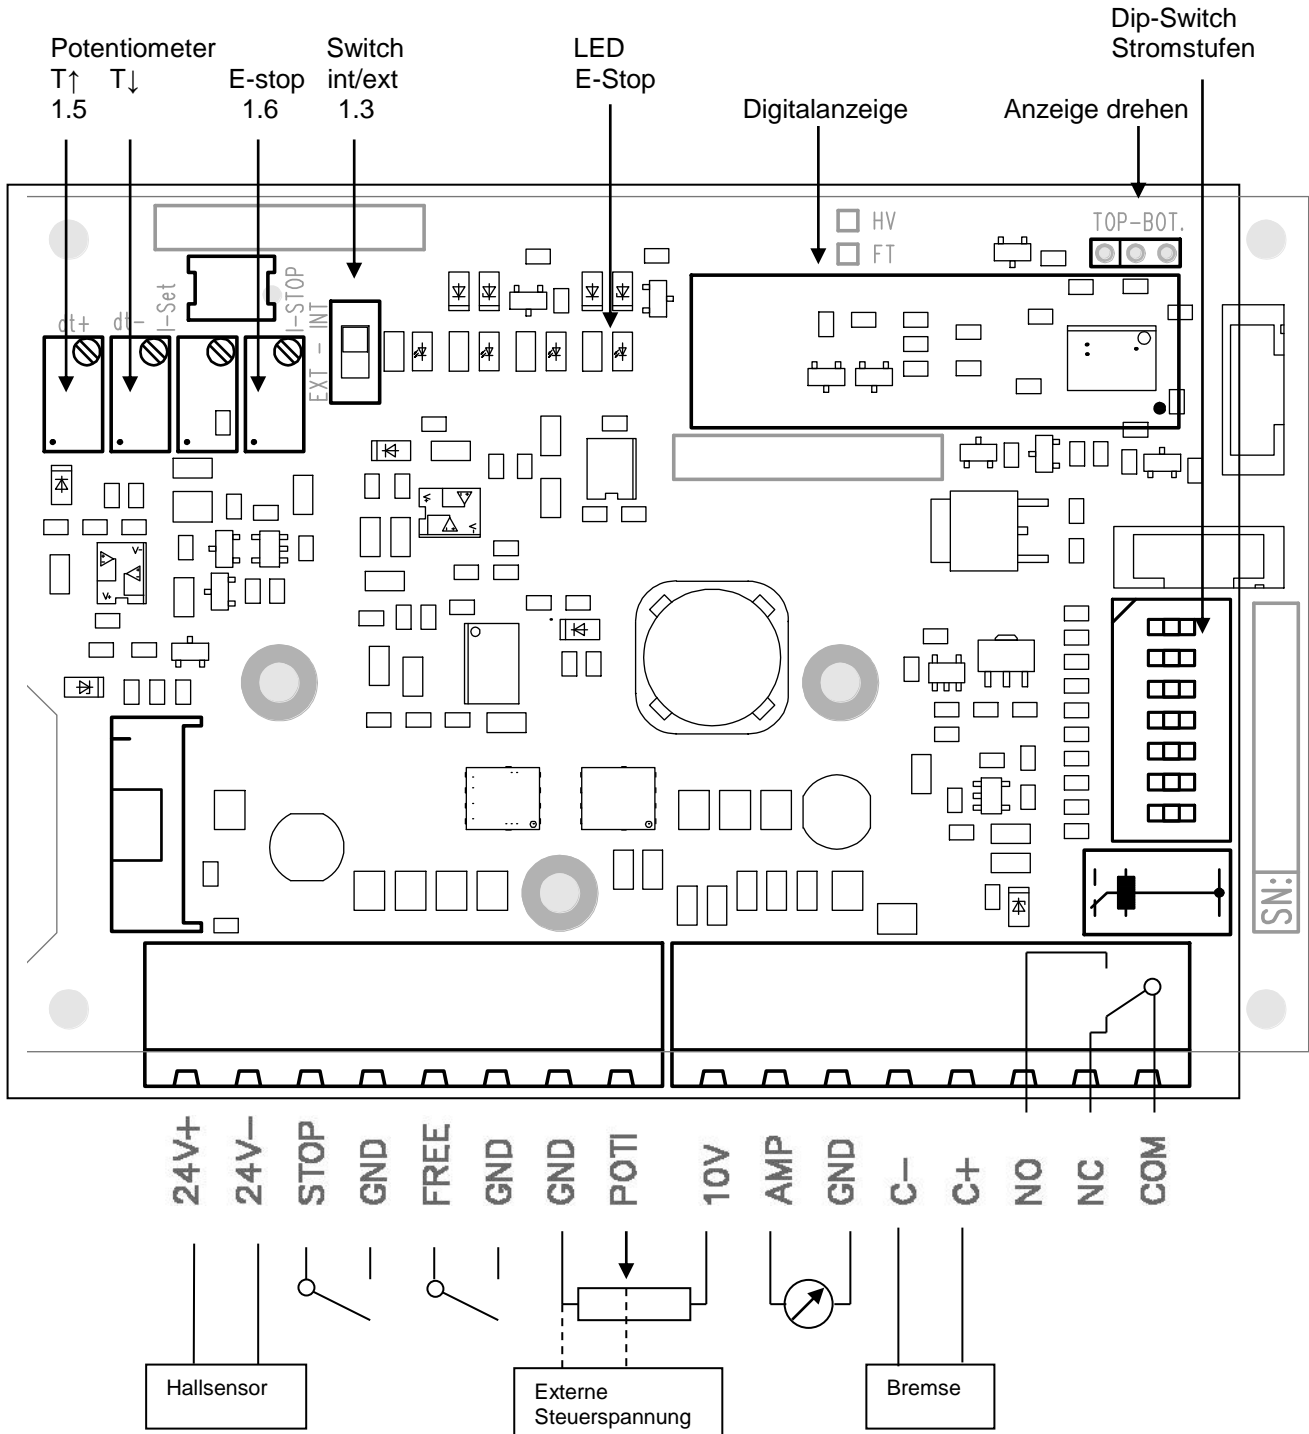 Dip-Switch
Stromstufen
Potentiometer
T↑ T↓
1.5
E-stop
1.6
Switch
int/ext
1.3
LED
E-Stop
Digitalanzeige
Anzeige drehen
HV
FT
TOP-BOT.
dt+
dt-
I-Set
I-STOP
EXT - INT
V+
V-
V-
V+
SN:
24V+
24V-
STOP
GND
FREE
GND
GND
POTI
10V
AMP
GND
C-
C+
NO
NC
COM
Hallsensor
Externe
Steuerspannung
Bremse